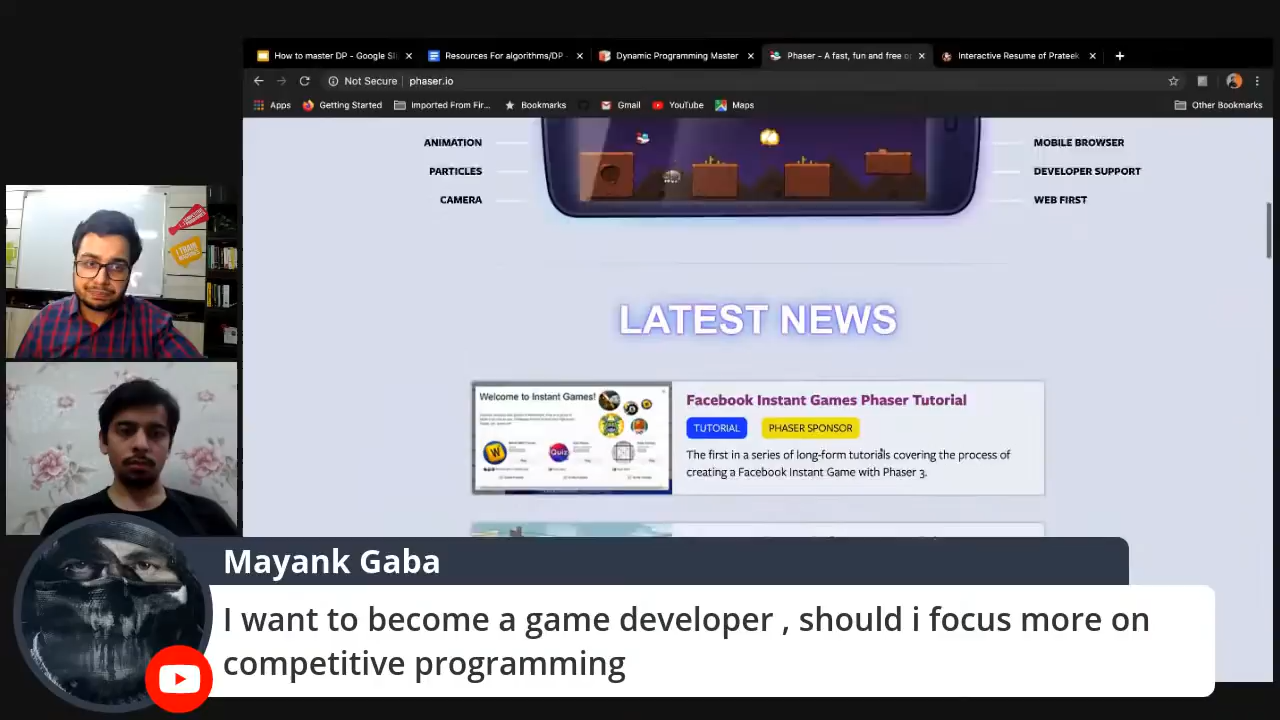 How to master DP - Google Sli
Resources For algorithms/DP -
Dynamic Programming Master
Phaser - A fast, fun and free o
Interactive Resume of Prateek
Not Secure
phaser.io
Apps
Getting Started
Imported From Fir...
Bookmarks
Gmail
YouTube
Maps
Other Bookmarks
ANIMATION
PARTICLES
CAMERA
MOBILE BROWSER
DEVELOPER SUPPORT
WEB FIRST
LATEST NEWS
Welcome to Instant Games!
Quiz
Facebook Instant Games Phaser Tutorial
TUTORIAL
PHASER SPONSOR
The first in a series of long-form tutorials covering the process of
creating a Facebook Instant Game with Phaser 3.
Mayank Gaba
I want to become a game developer , should i focus more on
competitive programming